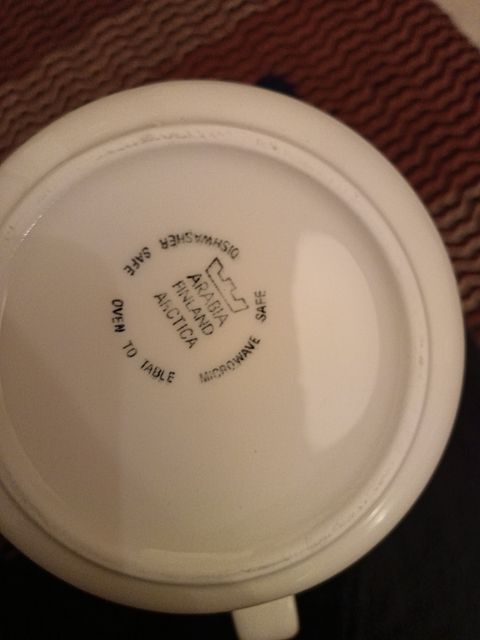 ARABIA
FINLAND
ARCTICA
DISHWASHER SAFE
OVEN TO TABLE
MICROWAVE SAFE